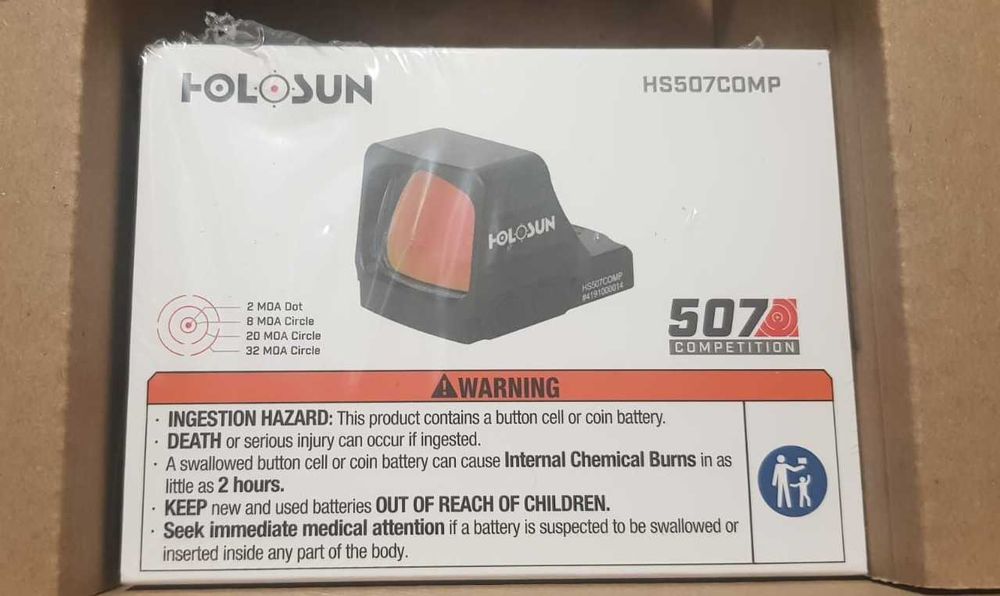 HOLOSUN
HS507COMP
HOLOSUN
HS507COMP
#4191000014
2 MOA Dot
8 MOA Circle
20 MOA Circle
32 MOA Circle
507
COMPETITION
WARNING
· INGESTION HAZARD: This product contains a button cell or coin battery.
· DEATH or serious injury can occur if ingested.
· A swallowed button cell or coin battery can cause Internal Chemical Burns in as
little as 2 hours.
· KEEP new and used batteries OUT OF REACH OF CHILDREN.
· Seek immediate medical attention if a battery is suspected to be swallowed or
inserted inside any part of the body.